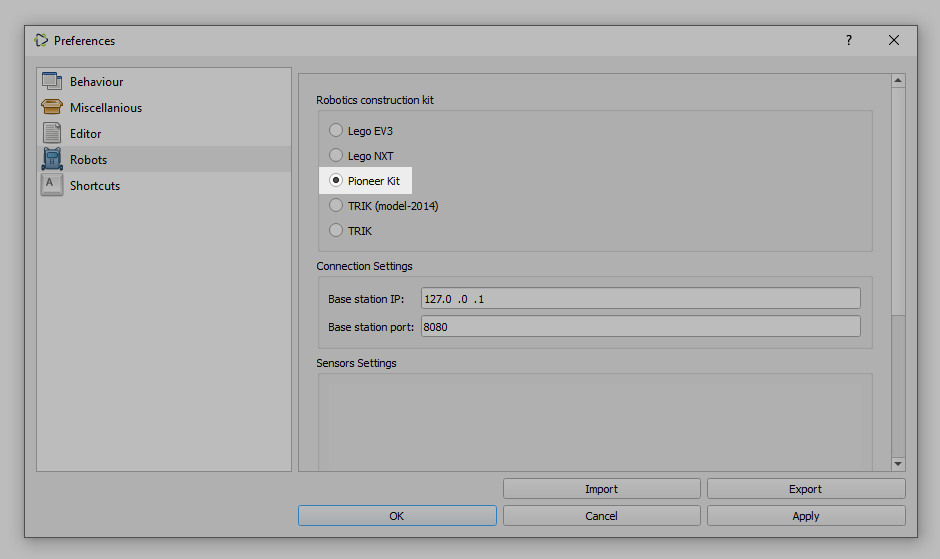 Preferences
?
Behaviour
Miscellanious
Editor
Robots
A
Shortcuts
Robotics construction kit
Lego EV3
Lego NXT
Pioneer Kit
TRIK (model-2014)
TRIK
Connection Settings
Base station IP: 127.0 .0 .1
Base station port: 8080
Sensors Settings
Import Export
OK Cancel Apply